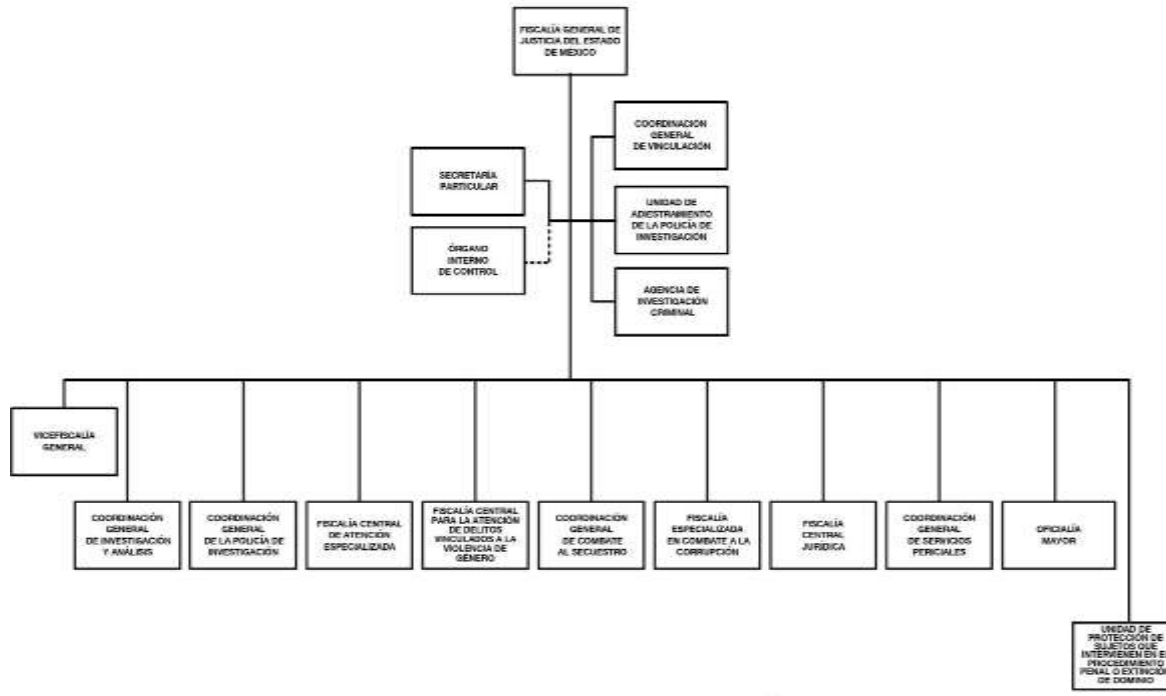 FISCALÍA GENERAL DE
JUSTICIA DEL ESTADO
DE MÉXICO
COORDINACIÓN
GENERAL
DE VINCULACIÓN
SECRETARÍA
PARTICULAR
UNIDAD DE
ADIESTRAMIENTO
DE LA POLICÍA DE
INVESTIGACIÓN
ÓRGANO
INTERNO
DE CONTROL
AGENCIA DE
INVESTIGACIÓN
CRIMINAL
VICEFISCALÍA
GENERAL
COORDINACIÓN
GENERAL
DE INVESTIGACIÓN
Y ANÁLISIS
COORDINACIÓN
GENERAL
DE LA POLICÍA DE
INVESTIGACIÓN
FISCALÍA CENTRAL
DE ATENCIÓN
ESPECIALIZADA
FISCALÍA CENTRAL
PARA LA ATENCIÓN
DE DELITOS
VINCULADOS A LA
VIOLENCIA DE
GÉNERO
COORDINACIÓN
GENERAL
DE COMBATE
AL SECUESTRO
FISCALÍA
ESPECIALIZADA
EN COMBATE A LA
CORRUPCIÓN
FISCALÍA
CENTRAL
JURÍDICA
COORDINACIÓN
GENERAL
DE SERVICIOS
PERICIALES
OFICIALÍA
MAYOR
UNIDAD DE
PROTECCIÓN DE
SUJETOS QUE
INTERVIENEN EN EL
PROCEDIMIENTO
PENAL O EXTINCIÓN
DE DOMINIO